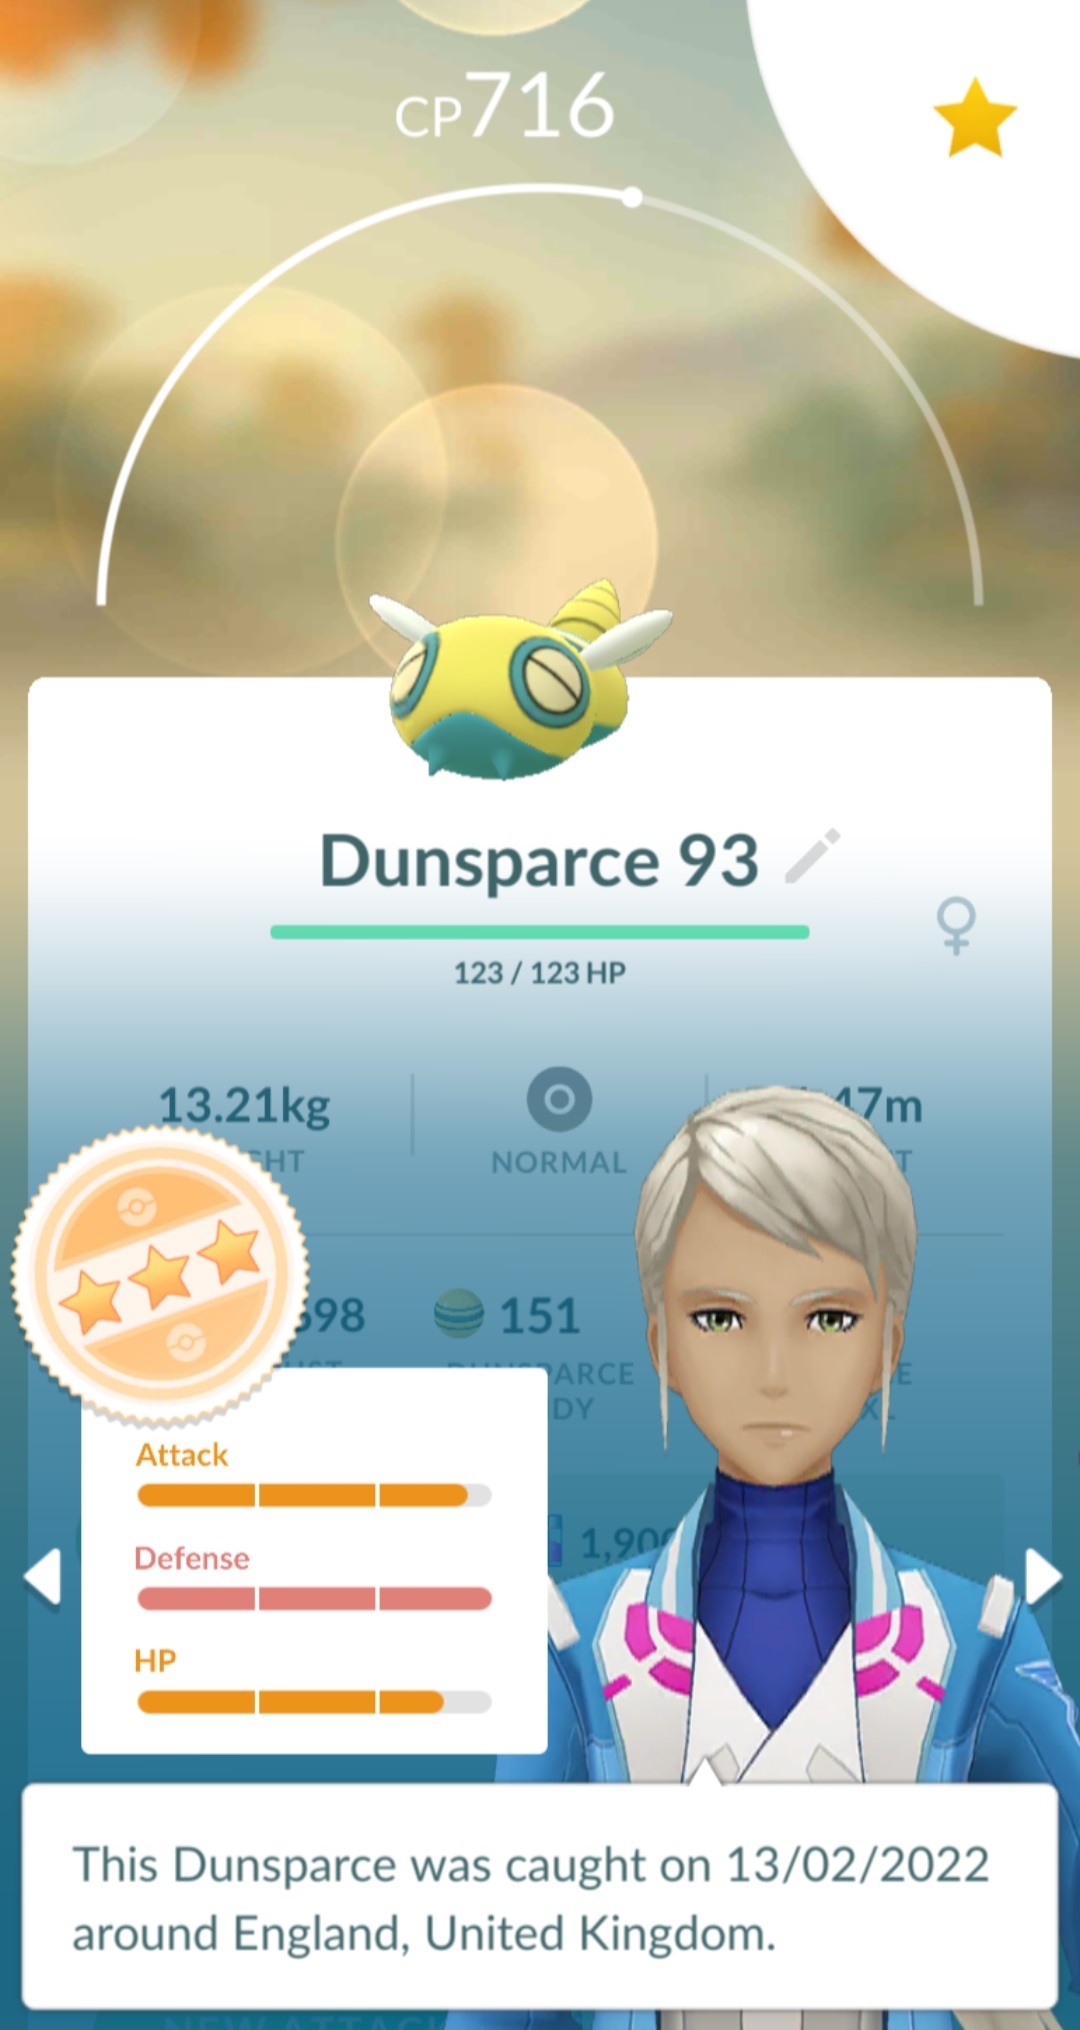 CP716
Dunsparce 93
123 / 123 HP
13.21kg
NORMAL
151
Attack
Defense
HP
This Dunsparce was caught on 13/02/2022
around England, United Kingdom.